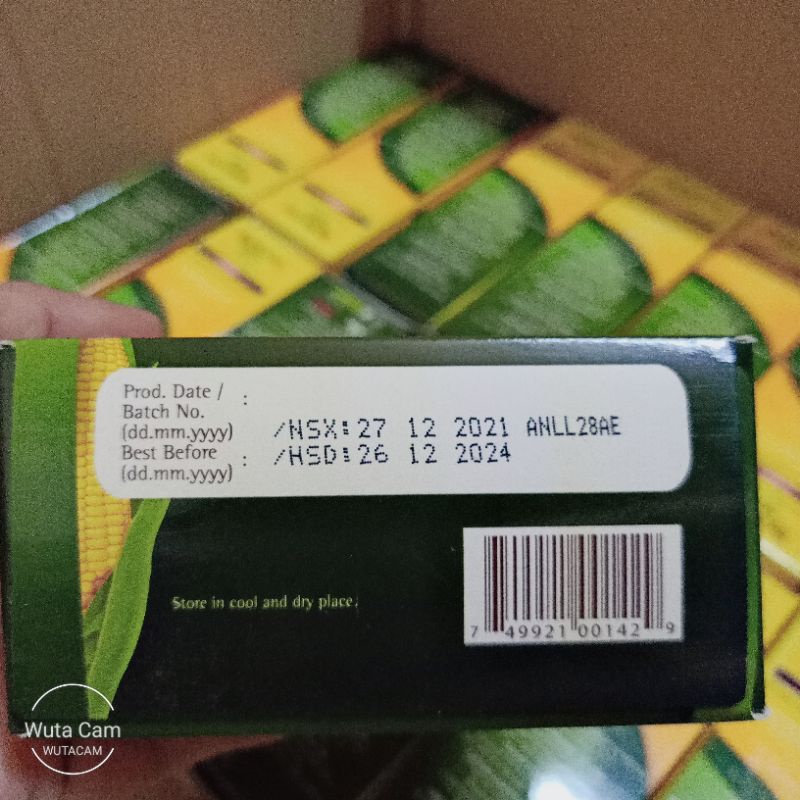 Prod. Date / :
Batch No.
(dd.mm.yyyy) /NSX:27 12 2021 ANLL28AE
Best Before : /HSD:26 12 2024
(dd.mm.yyyy)
Store in cool and dry place.
7 49921 00142 9
Wuta Cam
WUTACAM